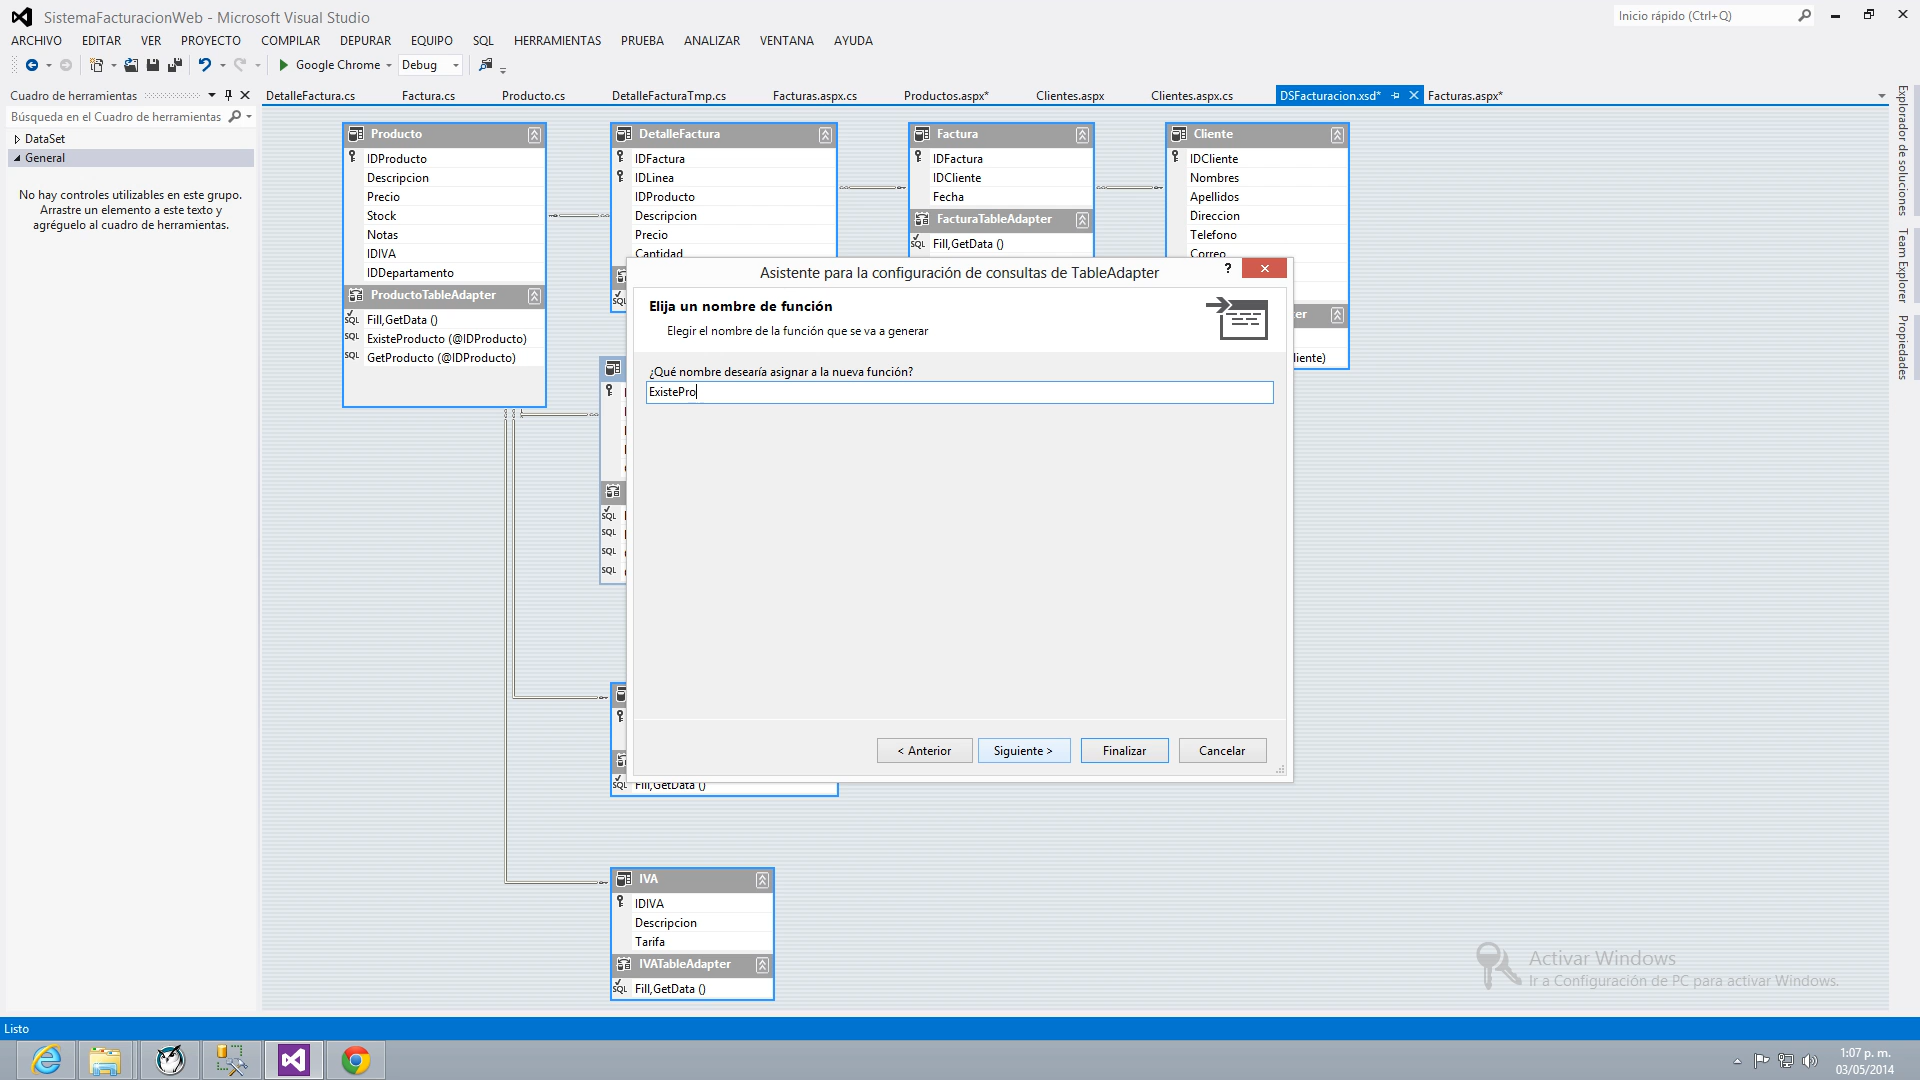 SistemaFacturacionWeb - Microsoft Visual Studio
Inicio rápido (Ctrl+Q)
ARCHIVO EDITAR VER PROYECTO COMPILAR DEPURAR EQUIPO SQL HERRAMIENTAS PRUEBA ANALIZAR VENTANA AYUDA
Google Chrome
Debug
Cuadro de herramientas
DetalleFactura.cs Factura.cs Producto.cs DetalleFacturaTmp.cs Facturas.aspx.cs Productos.aspx* Clientes.aspx Clientes.aspx.cs DSFacturacion.xsd* Facturas.aspx*
Búsqueda en el Cuadro de herramientas
DataSet
General
No hay controles utilizables en este grupo.
Arrastre un elemento a este texto y
agréguelo al cuadro de herramientas.
Producto
IDProducto
Descripcion
Precio
Stock
Notas
IDIVA
IDDepartamento
ProductoTableAdapter
Fill,GetData ()
ExisteProducto (@IDProducto)
GetProducto (@IDProducto)
DetalleFactura
IDFactura
IDLinea
IDProducto
Descripcion
Precio
Cantidad
Factura
IDFactura
IDCliente
Fecha
FacturaTableAdapter
Fill,GetData ()
Cliente
IDCliente
Nombres
Apellidos
Direccion
Telefono
Correo
er
liente)
Asistente para la configuración de consultas de TableAdapter
?
Elija un nombre de función
Elegir el nombre de la función que se va a generar
¿Qué nombre desearía asignar a la nueva función?
ExistePro
< Anterior
Siguiente >
Finalizar
Cancelar
SQL
SQL
SQL
SQL
Fill,GetData ()
IVA
IDIVA
Descripcion
Tarifa
IVATableAdapter
Fill,GetData ()
Explorador de soluciones
Team Explorer
Propiedades
Activar Windows
Ir a Configuración de PC para activar Windows.
Listo
1:07 p. m.
03/05/2014